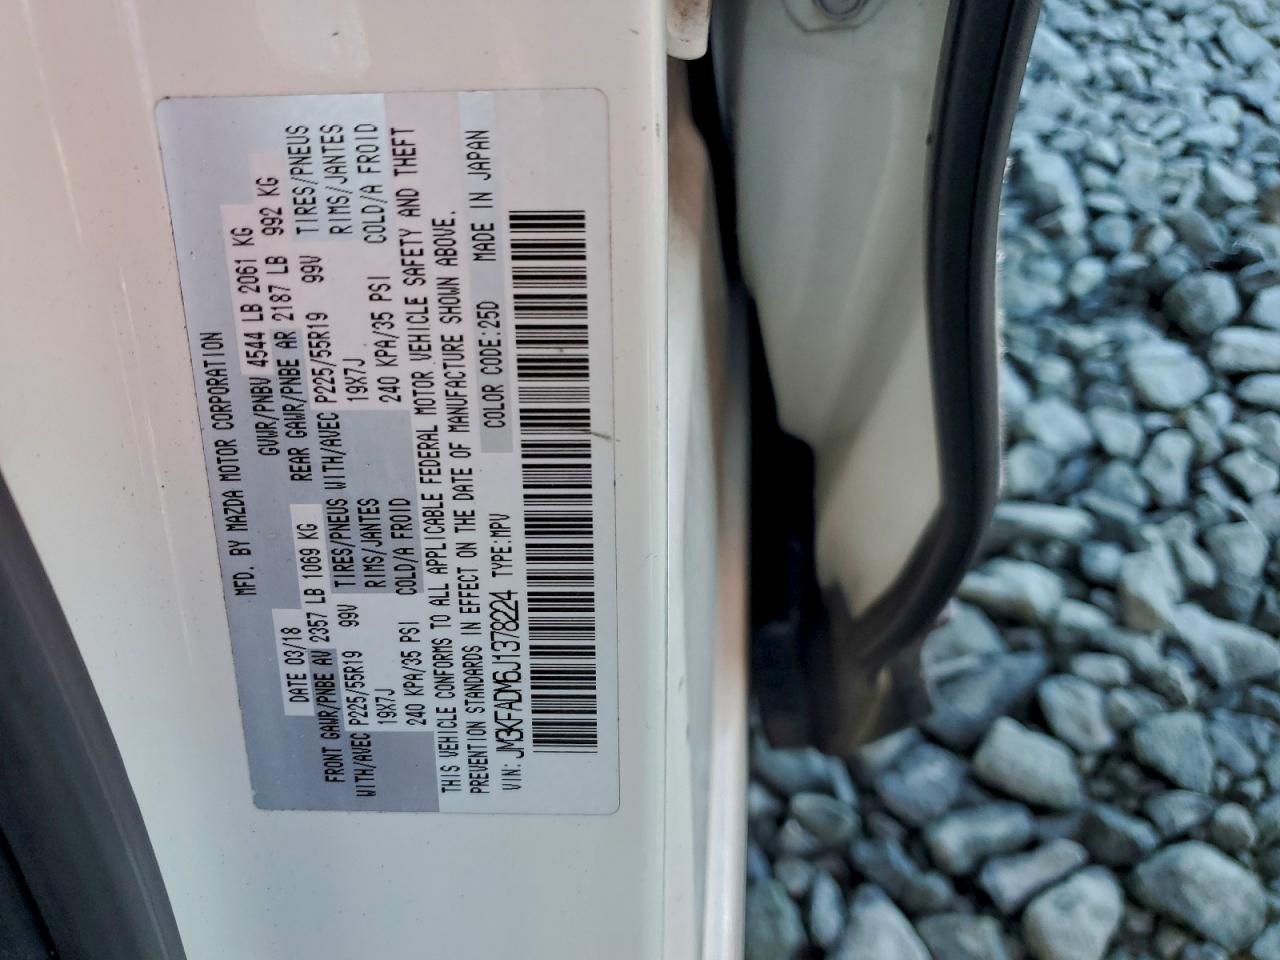 MFD. BY MAZDA MOTOR CORPORATION
DATE 03/18 GVWR/PNBV 4544 LB 2061 KG
FRONT GAWR/PNBE AV 2357 LB 1069 KG REAR GAWR/PNBE AR 2187 LB 992 KG
WITH/AVEC P225/55R19 99V TIRES/PNEUS WITH/AVEC P225/55R19 99V TIRES/PNEUS
19X7J RIMS/JANTES 19X7J RIMS/JANTES
240 KPA/35 PSI COLD/A FROID 240 KPA/35 PSI COLD/A FROID
THIS VEHICLE CONFORMS TO ALL APPLICABLE FEDERAL MOTOR VEHICLE SAFETY AND THEFT
PREVENTION STANDARDS IN EFFECT ON THE DATE OF MANUFACTURE SHOWN ABOVE.
VIN: JM3KFADM6J1378224 TYPE:MPV COLOR CODE:25D MADE IN JAPAN